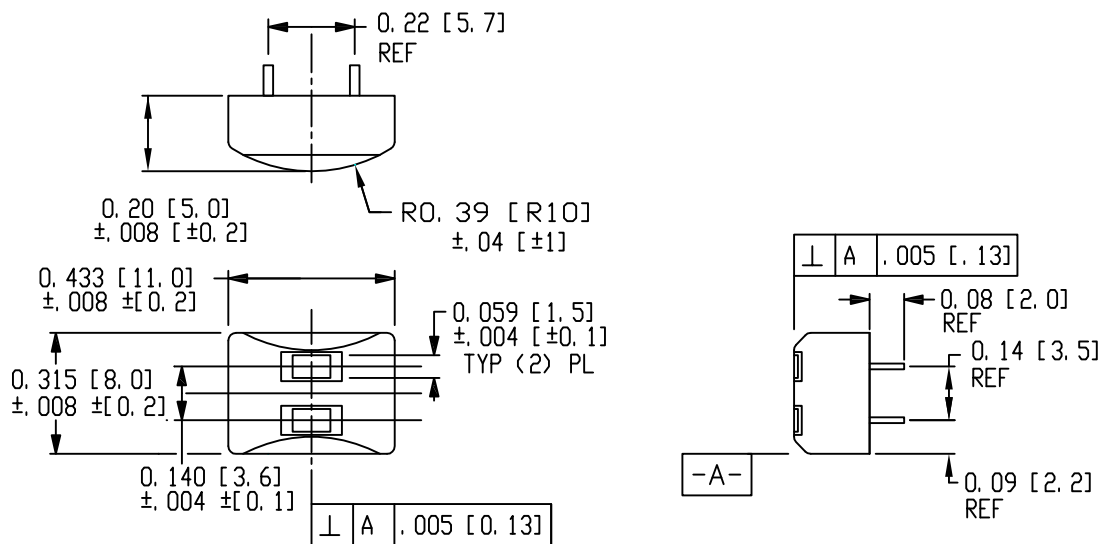 0.22 [5.7]
REF
0.20 [5.0]
±.008 [±0.2]
R0.39 [R10]
±.04 [±1]
0.433 [11.0]
±.008 ±[0.2]
0.059 [1.5]
±.004 [±0.1]
TYP (2) PL
0.315 [8.0]
±.008 ±[0.2]
0.140 [3.6]
±.004 ±[0.1]
⊥ A .005 [0.13]
⊥ A .005 [.13]
0.08 [2.0]
REF
0.14 [3.5]
REF
-A-
0.09 [2.2]
REF